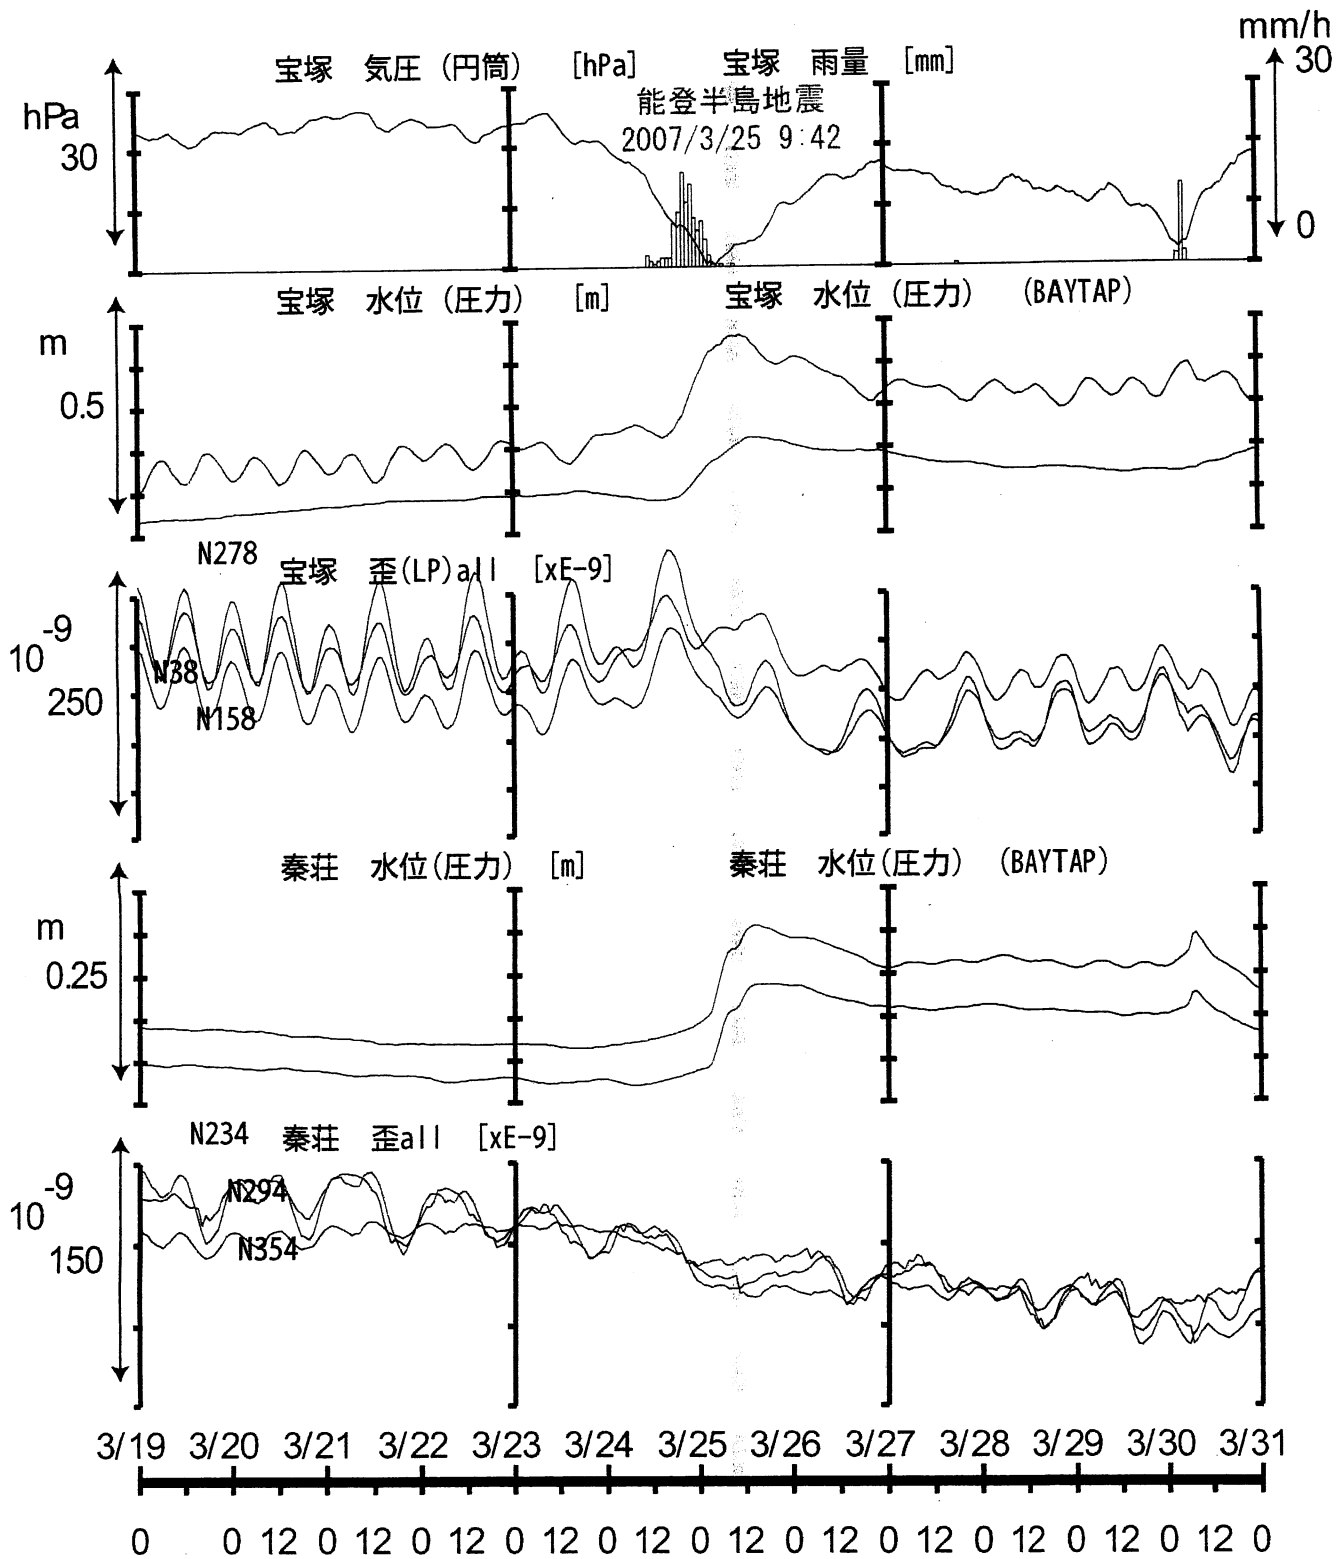 mm/h
30
0
宝塚 気圧(円筒) [hPa] 宝塚 雨量 [mm]
能登半島地震
2007/3/25 9:42
hPa
30
宝塚 水位(圧力) [m] 宝塚 水位(圧力) (BAYTAP)
m
0.5
N278
宝塚 歪(LP)all [xE-9]
10-9
250
N38
N158
秦荘 水位(圧力) [m] 秦荘 水位(圧力) (BAYTAP)
m
0.25
N234 秦荘 歪all [xE-9]
10-9
150
N294
N354
3/19 3/20 3/21 3/22 3/23 3/24 3/25 3/26 3/27 3/28 3/29 3/30 3/31
0 0 12 0 12 0 12 0 12 0 12 0 12 0 12 0 12 0 12 0 12 0 12 0